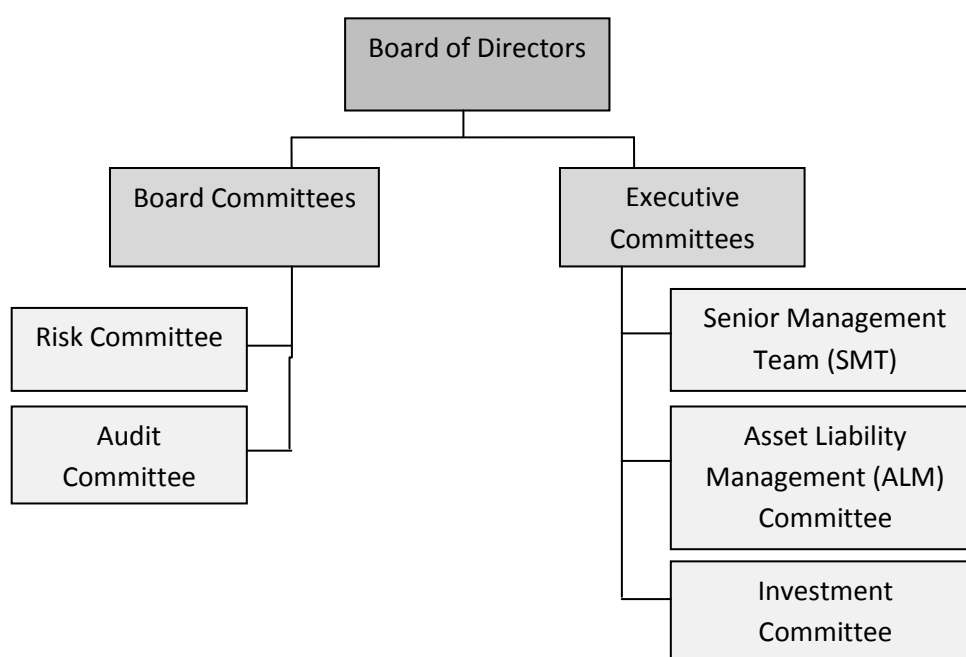 Board of Directors
Board Committees
Executive
Committees
Risk Committee
Audit
Committee
Senior Management
Team (SMT)
Asset Liability
Management (ALM)
Committee
Investment
Committee